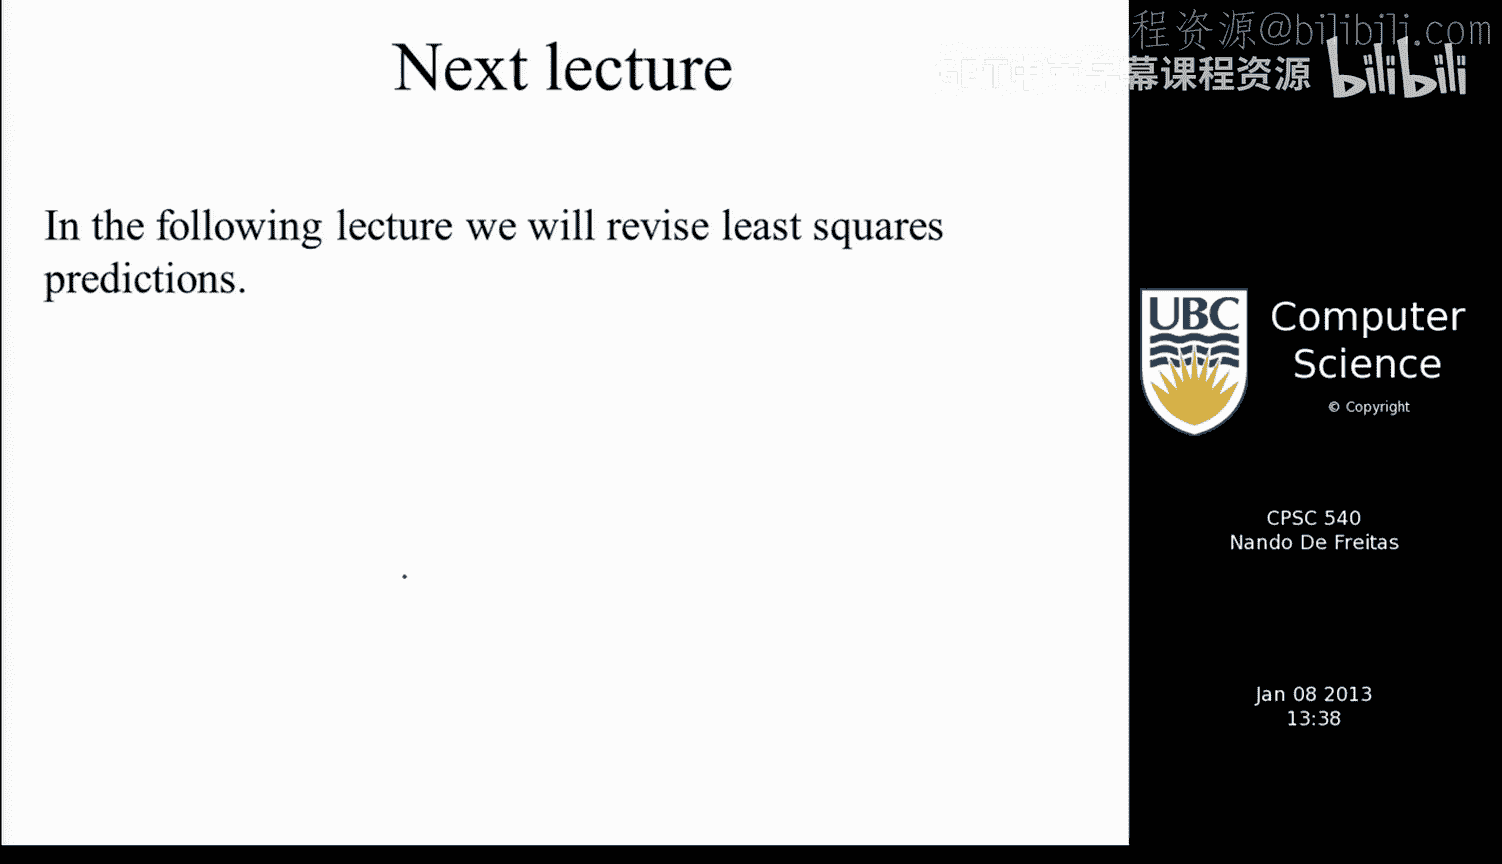 Next lecture
In the following lecture we will revise least squares
predictions.
程资源@bilibili.com
幕课程资源 bilibili
UBC
Computer
Science
© Copyright
CPSC 540
Nando De Freitas
Jan 08 2013
13:38